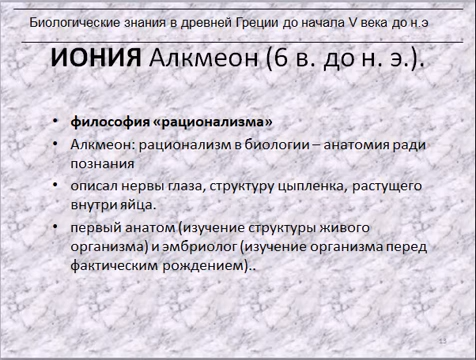 Биологические знания в древней Греции до начала V века до н.э
ИОНИЯ Алкмеон (6 в. до н. э.).
• философия «рационализма»
• Алкмеон: рационализм в биологии – анатомия ради
познания
• описал нервы глаза, структуру цыпленка, растущего
внутри яйца.
• первый анатом (изучение структуры живого
организма) и эмбриолог (изучение организма перед
фактическим рождением)..